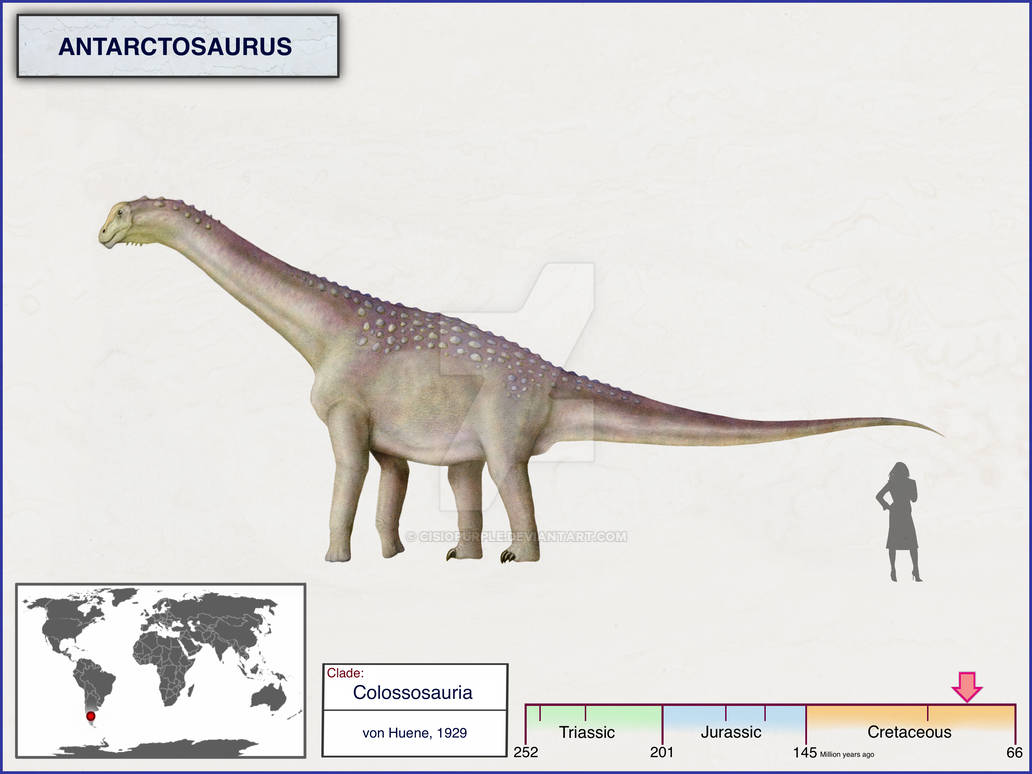 ANTARCTOSAURUS
© CISIOPURPLE.DEVIANTART.COM
Clade:
Colossosauria
von Huene, 1929
Triassic Jurassic Cretaceous
252 201 145 Million years ago 66